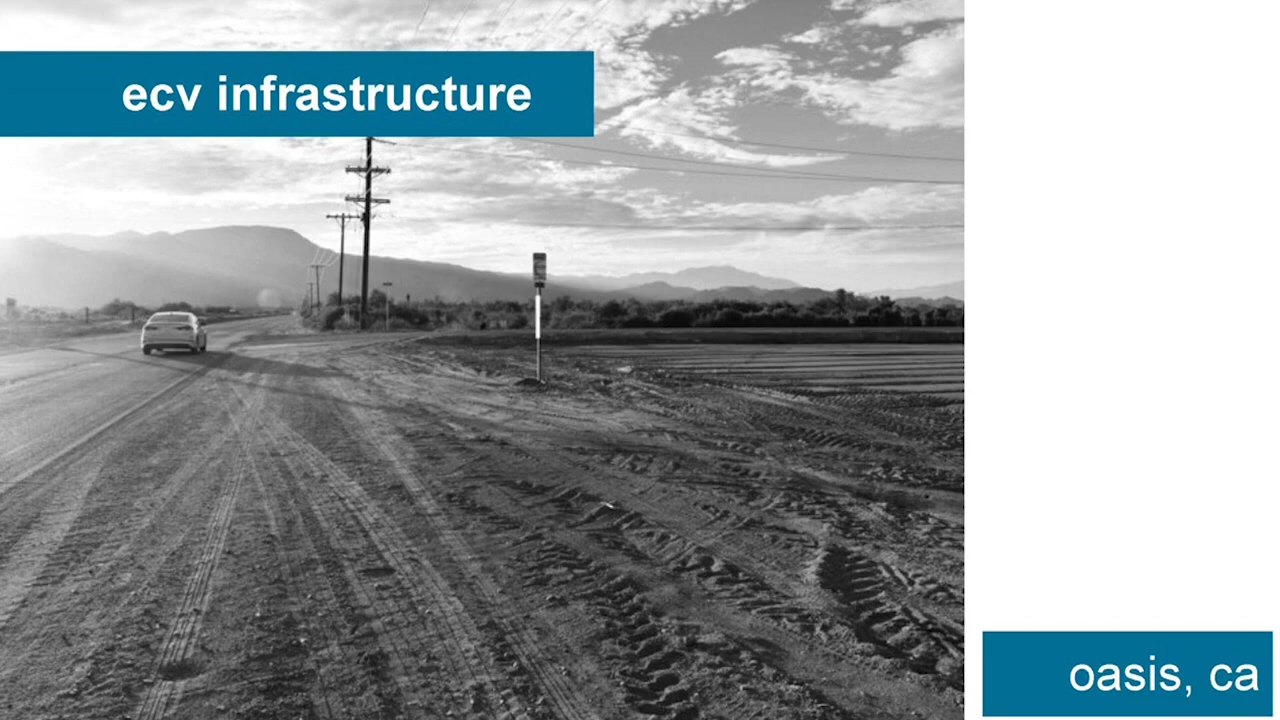 ecv infrastructure
oasis, ca